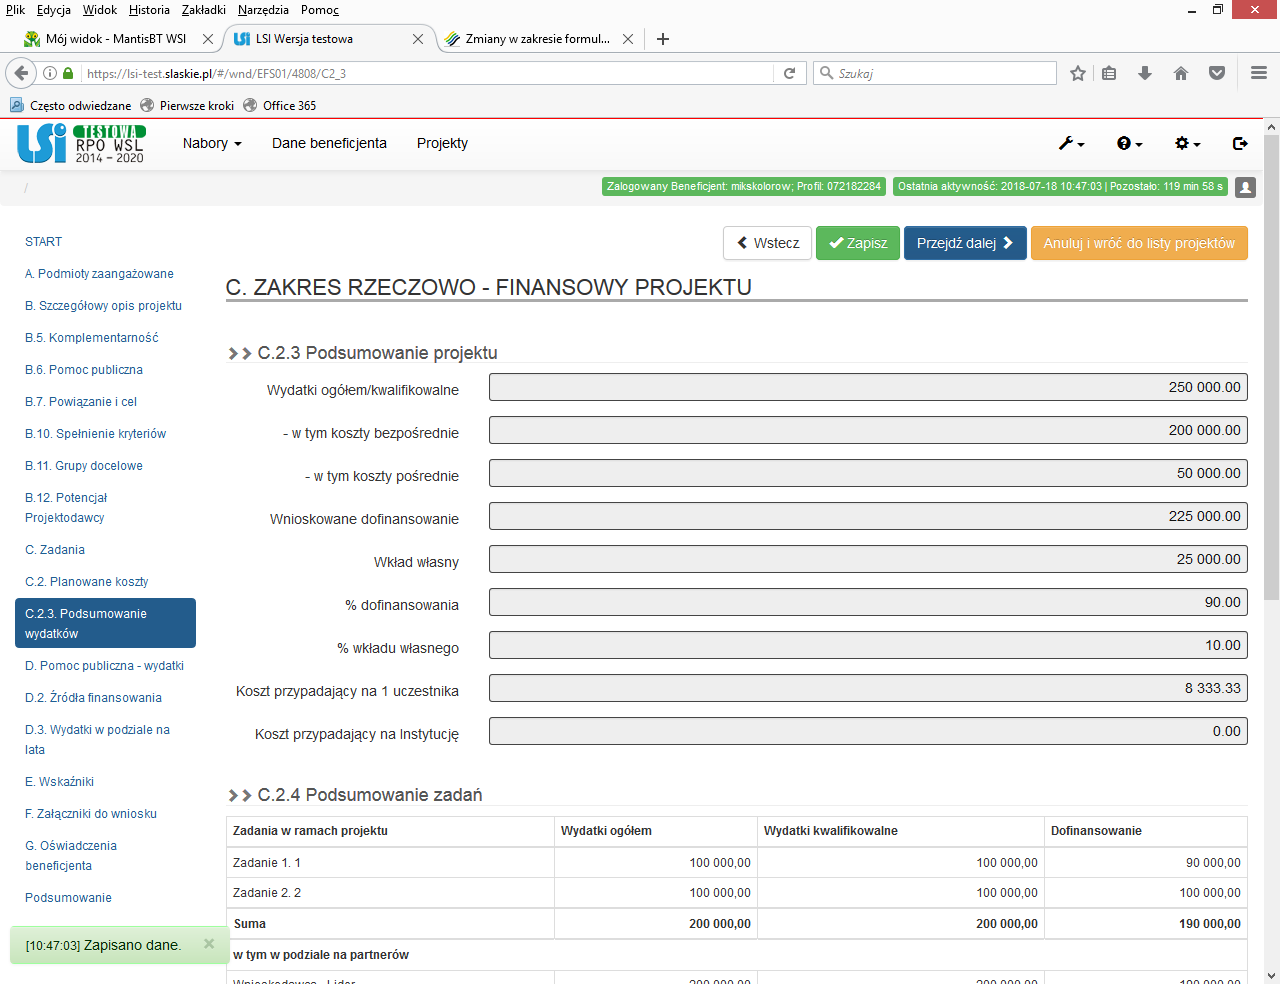 Plik Edycja Widok Historia Zakładki Narzędzia Pomoc
Mój widok - MantisBT WSI
LSI Wersja testowa
Zmiany w zakresie formul...
https://lsi-test.slaskie.pl/#/wnd/EFS01/4808/C2_3
Szukaj
Często odwiedzane Pierwsze kroki Office 365
LSi TESTOWA
RPO WSL
2014 – 2020
Nabory Dane beneficjenta Projekty
/
Zalogowany Beneficjent: mikskolorow; Profil: 072182284 Ostatnia aktywność: 2018-07-18 10:47:03 | Pozostało: 119 min 58 s
START
A. Podmioty zaangażowane
B. Szczegółowy opis projektu
B.5. Komplementarność
B.6. Pomoc publiczna
B.7. Powiązanie i cel
B.10. Spełnienie kryteriów
B.11. Grupy docelowe
B.12. Potencjał
Projektodawcy
C. Zadania
C.2. Planowane koszty
C.2.3. Podsumowanie
wydatków
D. Pomoc publiczna - wydatki
D.2. Źródła finansowania
D.3. Wydatki w podziale na
lata
E. Wskaźniki
F. Załączniki do wniosku
G. Oświadczenia
beneficjenta
Podsumowanie
[10:47:03] Zapisano dane. ×
Wstecz Zapisz Przejdź dalej Anuluj i wróć do listy projektów
C. ZAKRES RZECZOWO - FINANSOWY PROJEKTU
C.2.3 Podsumowanie projektu
Wydatki ogółem/kwalifikowalne 250 000.00
- w tym koszty bezpośrednie 200 000.00
- w tym koszty pośrednie 50 000.00
Wnioskowane dofinansowanie 225 000.00
Wkład własny 25 000.00
% dofinansowania 90.00
% wkładu własnego 10.00
Koszt przypadający na 1 uczestnika 8 333.33
Koszt przypadający na Instytucję 0.00
C.2.4 Podsumowanie zadań
Zadania w ramach projektu Wydatki ogółem Wydatki kwalifikowalne Dofinansowanie
Zadanie 1. 1 100 000,00 100 000,00 90 000,00
Zadanie 2. 2 100 000,00 100 000,00 100 000,00
Suma 200 000,00 200 000,00 190 000,00
w tym w podziale na partnerów
Wnioskodawca - Lider 200 000,00 200 000,00 190 000,00